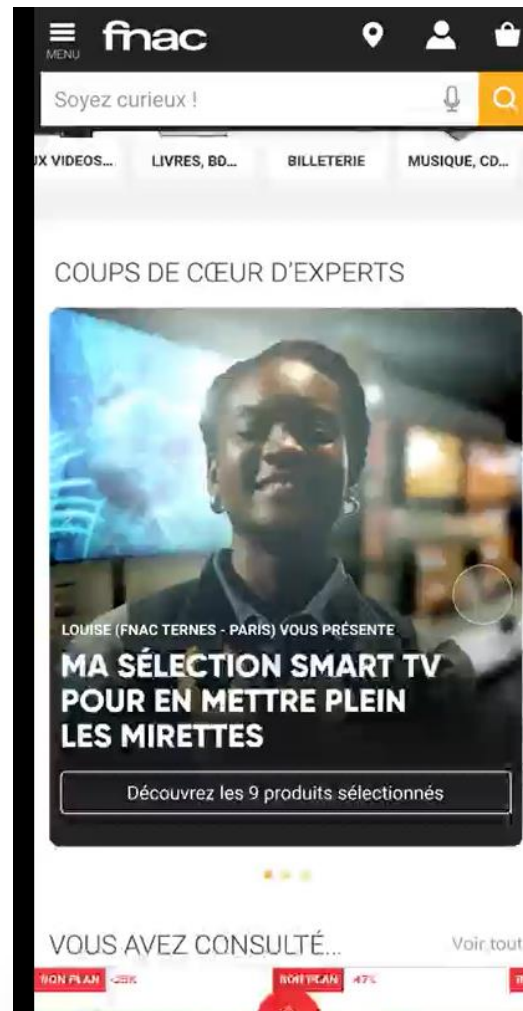 fnac
MENU
Soyez curieux !
UX VIDEOS...
LIVRES, BD...
BILLETERIE
MUSIQUE, CD...
COUPS DE CŒUR D'EXPERTS
LOUISE (FNAC TERNES - PARIS) VOUS PRÉSENTE
MA SÉLECTION SMART TV
POUR EN METTRE PLEIN
LES MIRETTES
Découvrez les 9 produits sélectionnés
VOUS AVEZ CONSULTÉ...
Voir tout
BON PLAN -25%
BON PLAN 47%